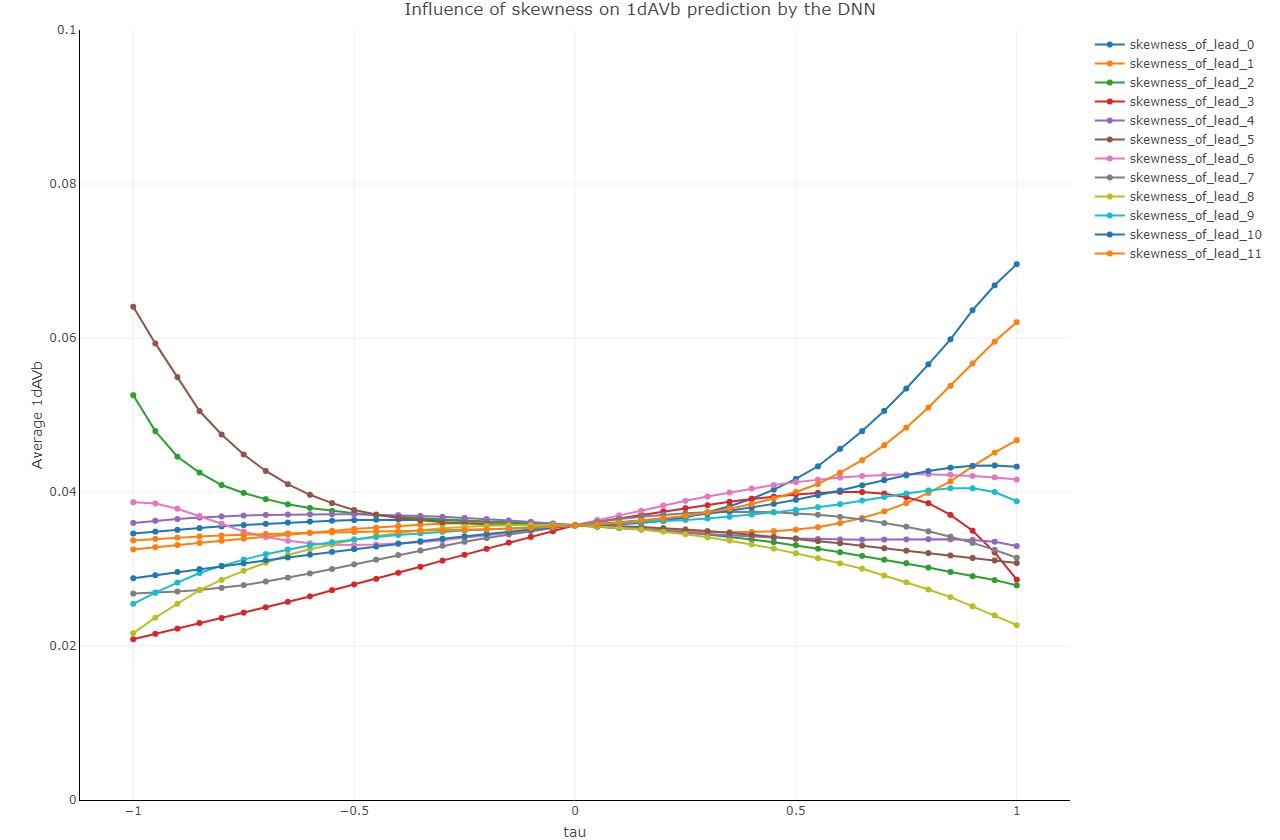 Influence of skewness on 1dAVb prediction by the DNN
0.1
0.08
0.06
0.04
0.02
0
Average 1dAVb
−1
−0.5
0
0.5
1
tau
skewness_of_lead_0
skewness_of_lead_1
skewness_of_lead_2
skewness_of_lead_3
skewness_of_lead_4
skewness_of_lead_5
skewness_of_lead_6
skewness_of_lead_7
skewness_of_lead_8
skewness_of_lead_9
skewness_of_lead_10
skewness_of_lead_11